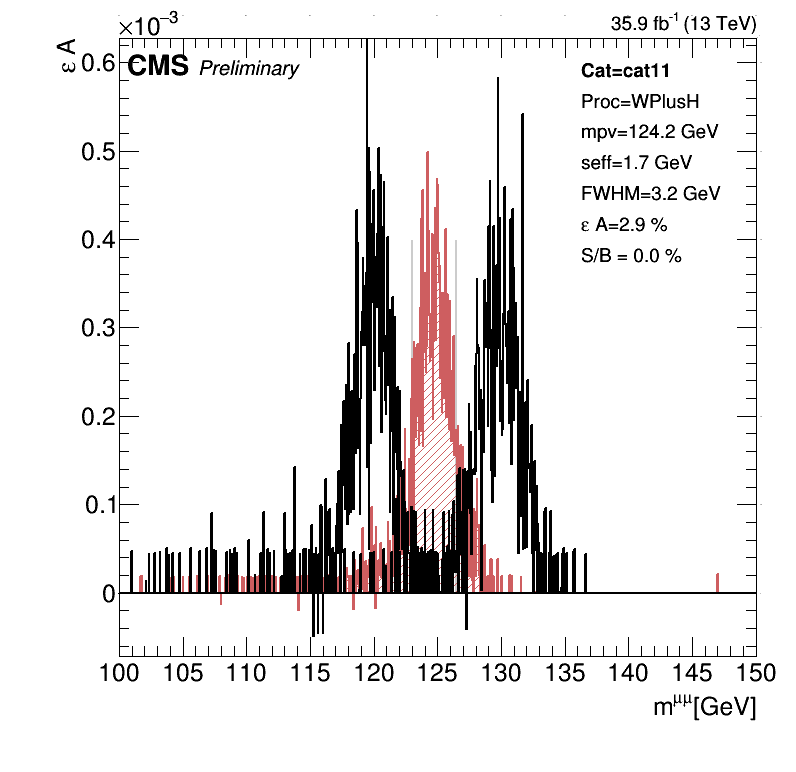 ×10⁻³
35.9 fb⁻¹ (13 TeV)
ε A
CMS Preliminary
Cat=cat11
Proc=WPlusH
mpv=124.2 GeV
seff=1.7 GeV
FWHM=3.2 GeV
ε A=2.9 %
S/B = 0.0 %
0.6
0.5
0.4
0.3
0.2
0.1
0
100 105 110 115 120 125 130 135 140 145 150
m^μμ[GeV]